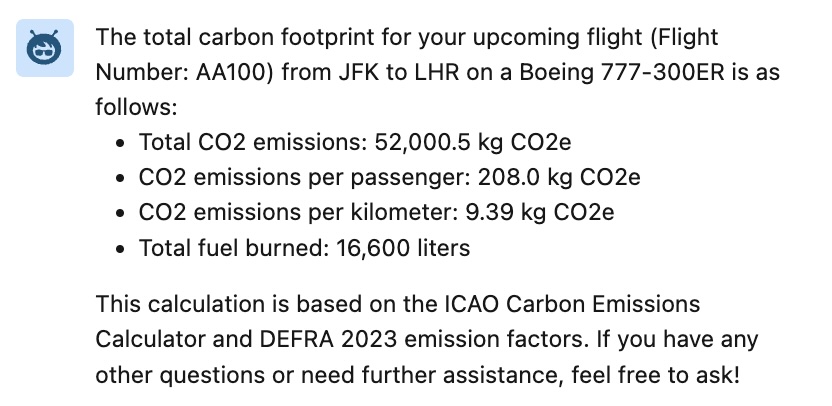 The total carbon footprint for your upcoming flight (Flight
Number: AA100) from JFK to LHR on a Boeing 777-300ER is as
follows:
• Total CO2 emissions: 52,000.5 kg CO2e
• CO2 emissions per passenger: 208.0 kg CO2e
• CO2 emissions per kilometer: 9.39 kg CO2e
• Total fuel burned: 16,600 liters
This calculation is based on the ICAO Carbon Emissions
Calculator and DEFRA 2023 emission factors. If you have any
other questions or need further assistance, feel free to ask!